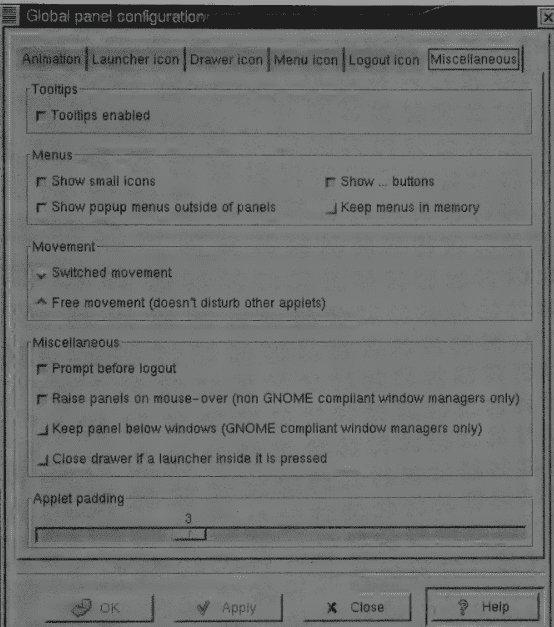 Global panel configuration
Animation Launcher icon Drawer icon Menu icon Logout icon Miscellaneous
Tooltips
Tooltips enabled
Menus
Show small icons Show ... buttons
Show popup menus outside of panels Keep menus in memory
Movement
Switched movement
Free movement (doesn't disturb other applets)
Miscellaneous
Prompt before logout
Raise panels on mouse-over (non GNOME compliant window managers only)
Keep panel below windows (GNOME compliant window managers only)
Close drawer if a launcher inside it is pressed
Applet padding
3
OK Apply Close Help